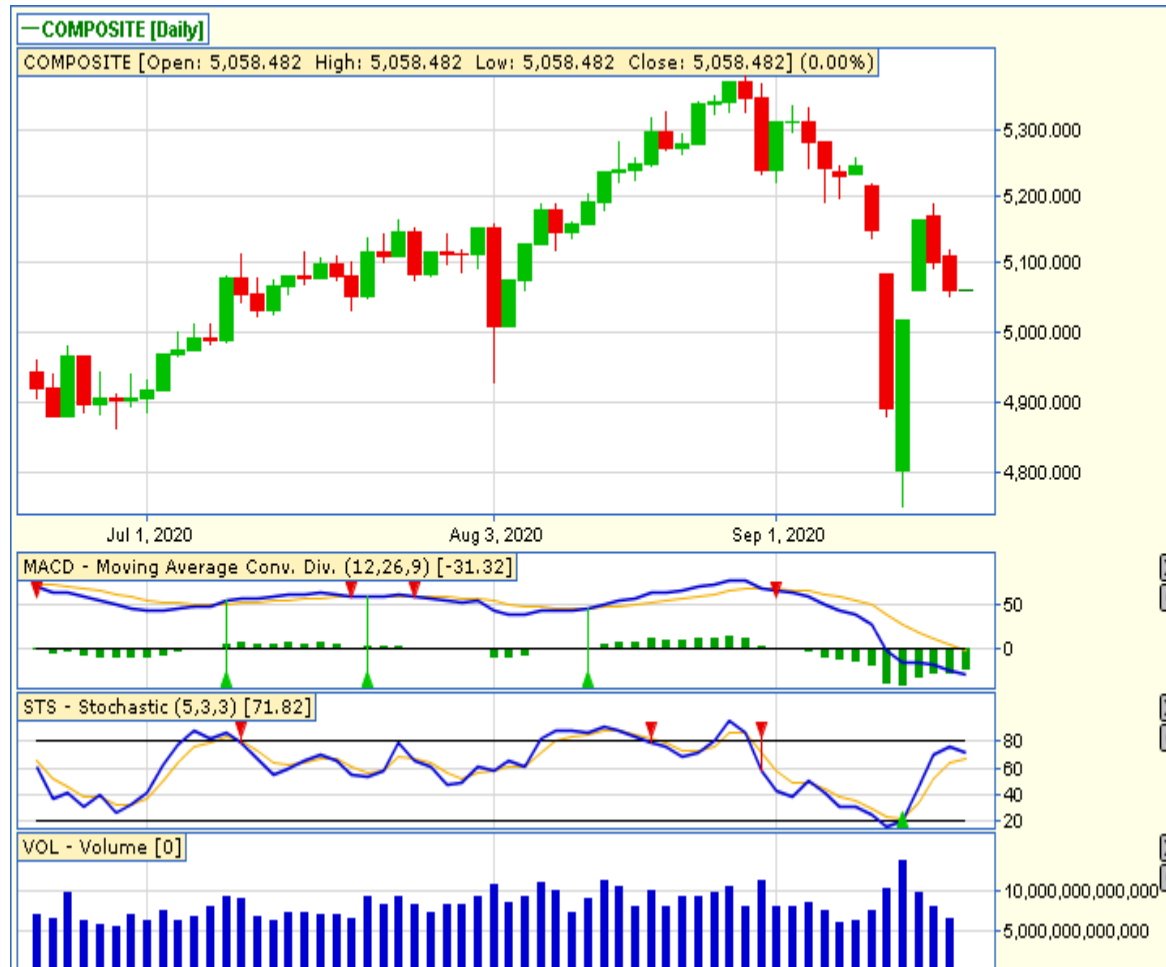 COMPOSITE [Daily]
COMPOSITE [Open: 5,058.482 High: 5,058.482 Low: 5,058.482 Close: 5,058.482] (0.00%)
5,300.000
5,200.000
5,100.000
5,000.000
4,900.000
4,800.000
Jul 1, 2020 Aug 3, 2020 Sep 1, 2020
MACD - Moving Average Conv. Div. (12,26,9) [-31.32]
50
0
STS - Stochastic (5,3,3) [71.82]
80
60
40
20
VOL - Volume [0]
10,000,000,000,000
5,000,000,000,000